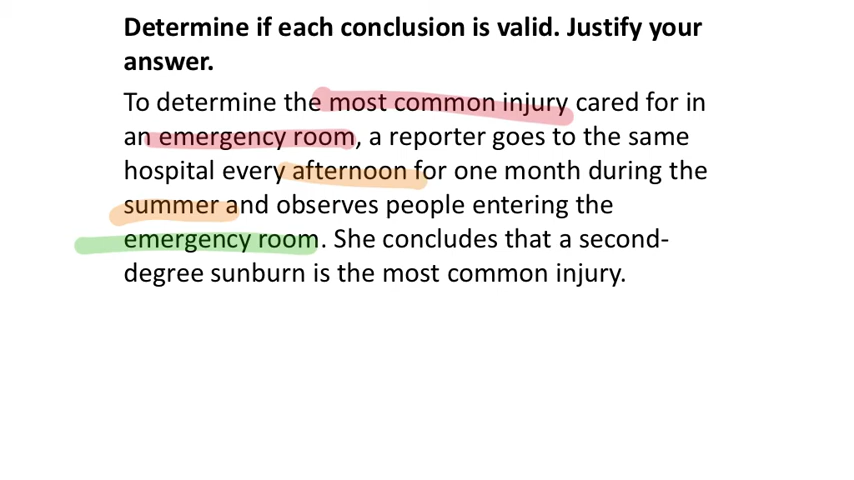 Determine if each conclusion is valid. Justify your
answer.
To determine the most common injury cared for in
an emergency room, a reporter goes to the same
hospital every afternoon for one month during the
summer and observes people entering the
emergency room. She concludes that a second-
degree sunburn is the most common injury.